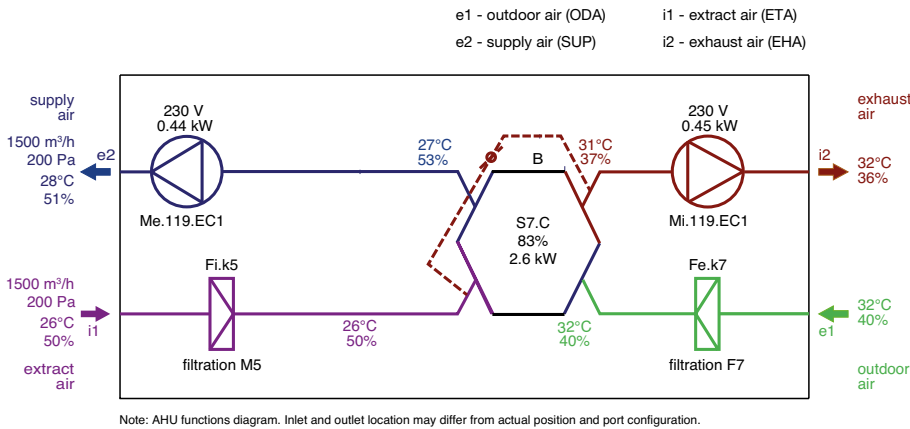 e1 - outdoor air (ODA)
i1 - extract air (ETA)
e2 - supply air (SUP)
i2 - exhaust air (EHA)
supply
air
1500 m³/h
200 Pa
e2
28°C
51%
230 V
0.44 kW
Me.119.EC1
27°C
53%
B
31°C
37%
230 V
0.45 kW
Mi.119.EC1
exhaust
air
i2
32°C
36%
S7.C
83%
2.6 kW
1500 m³/h
200 Pa
26°C
50%
i1
extract
air
Fi.k5
filtration M5
26°C
50%
32°C
40%
Fe.k7
filtration F7
32°C
40%
e1
outdoor
air
Note: AHU functions diagram. Inlet and outlet location may differ from actual position and port configuration.